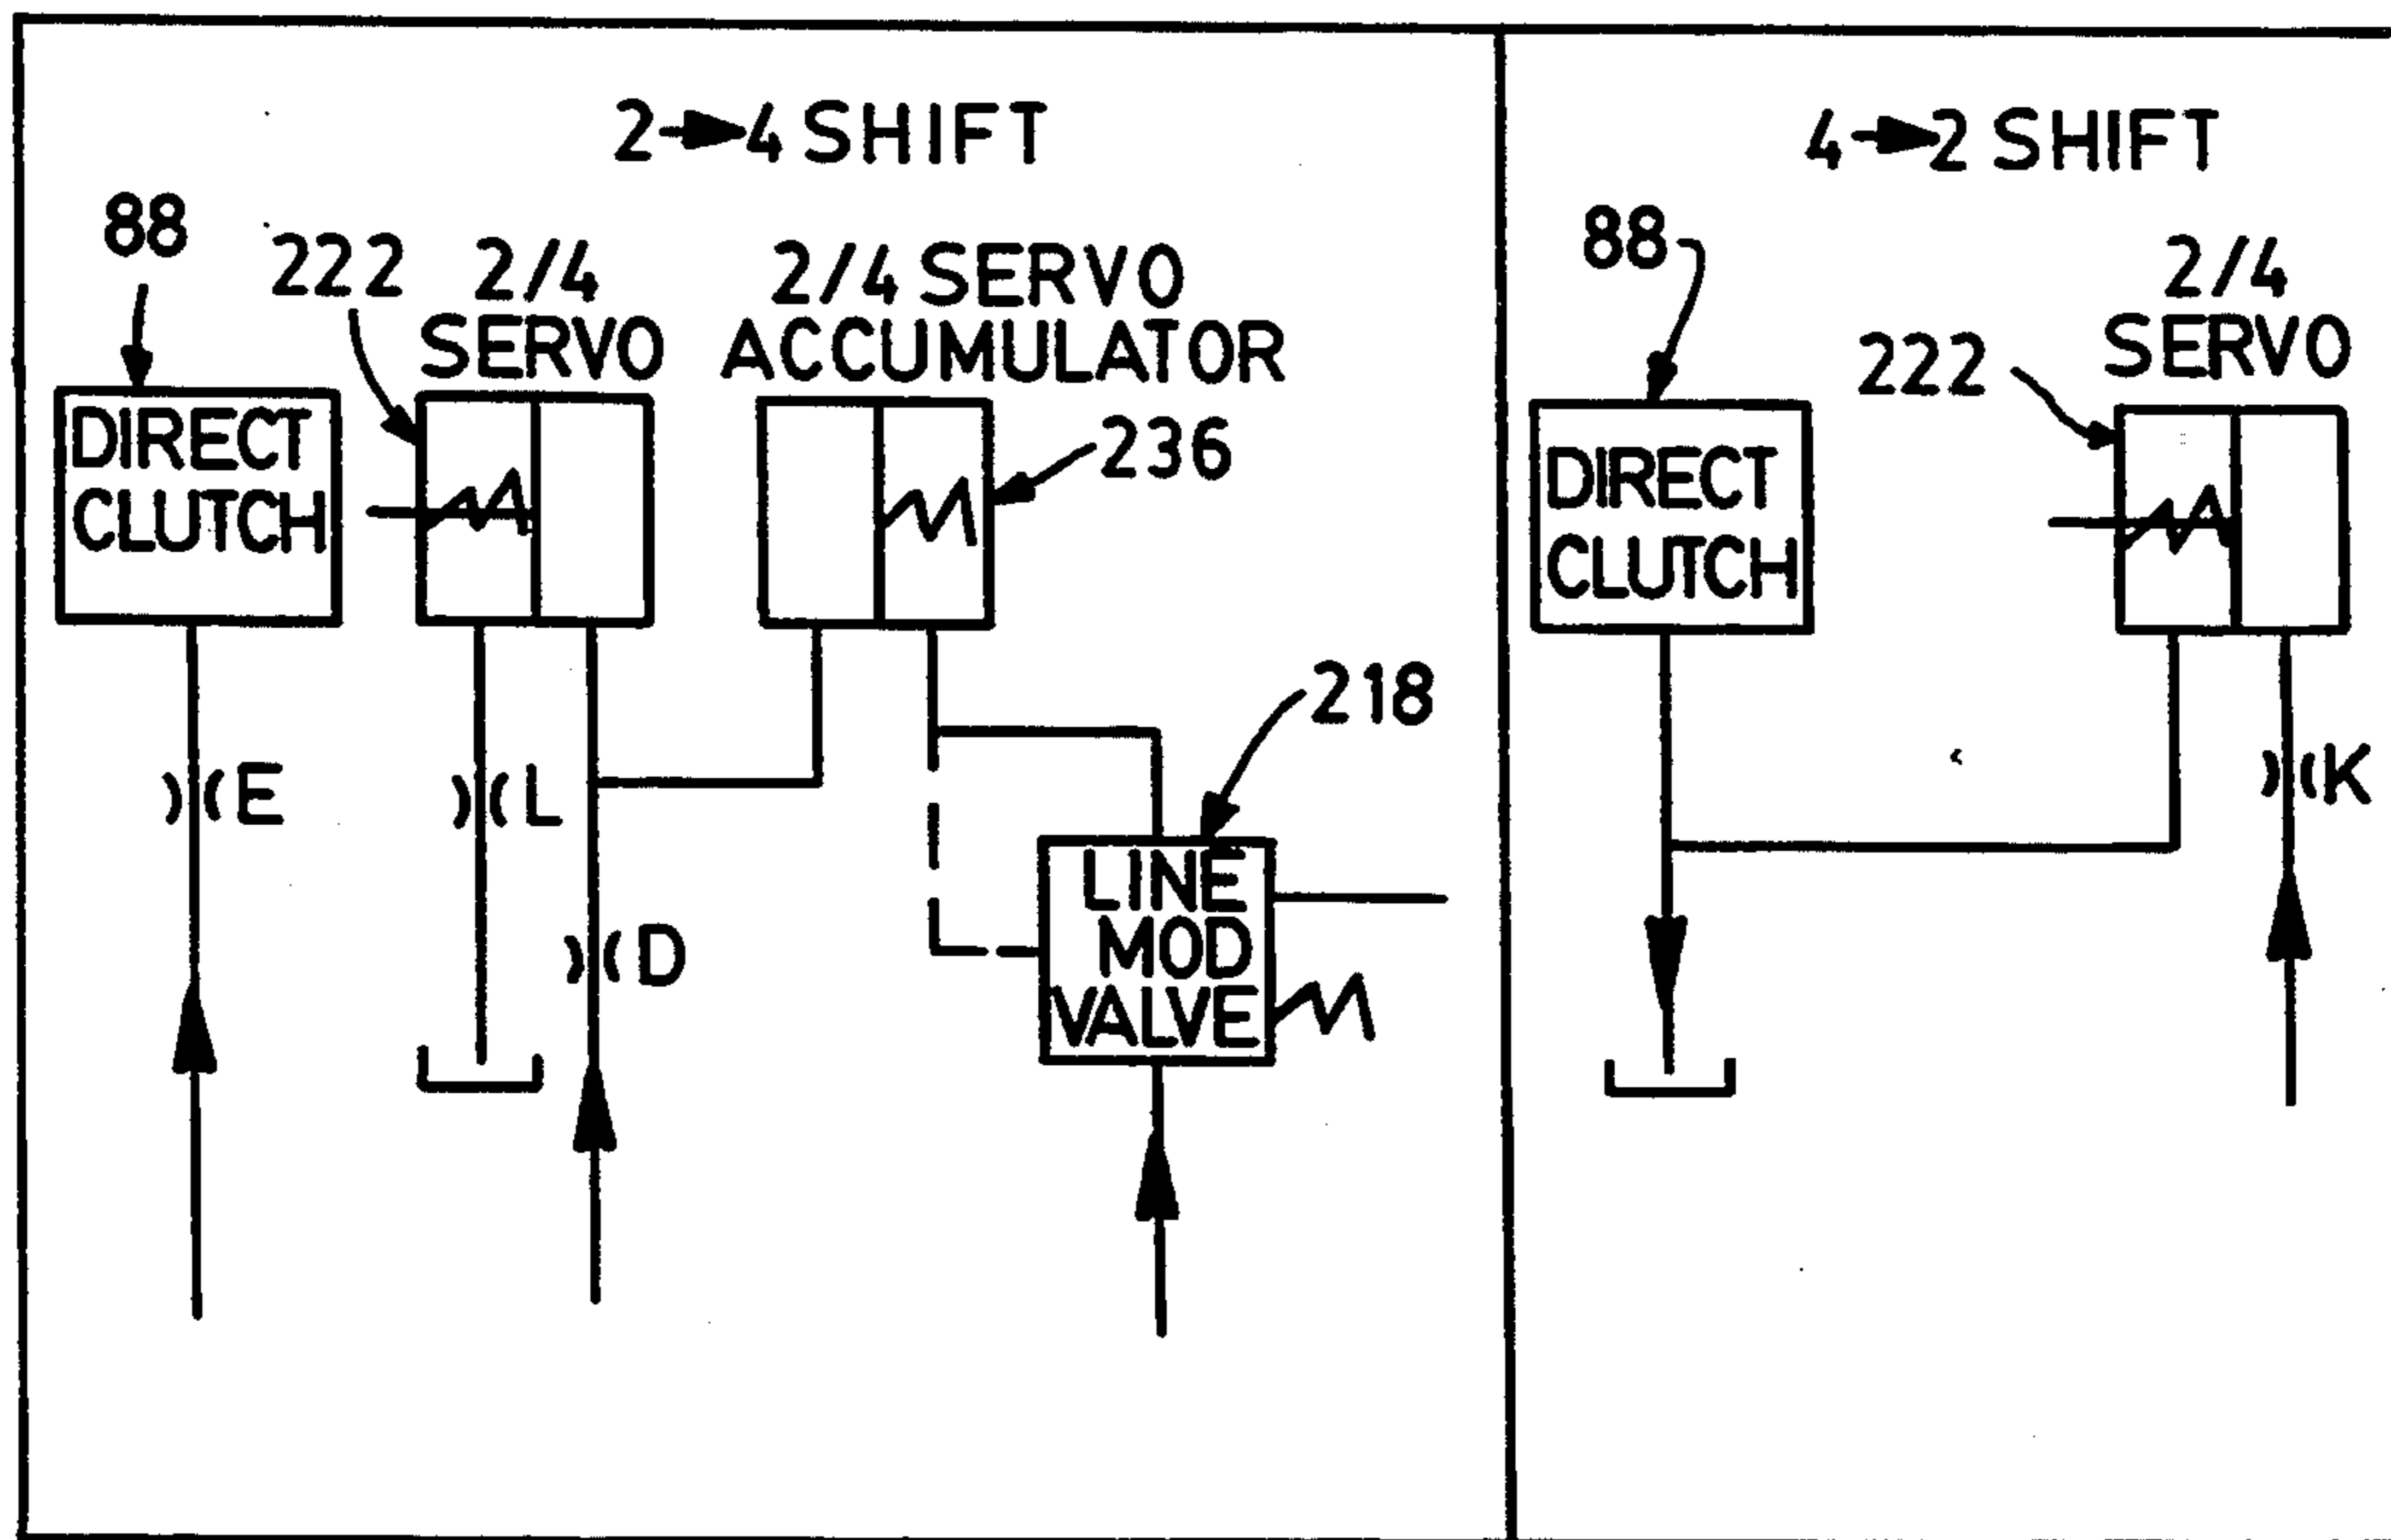 2→4 SHIFT
88
222
2/4
SERVO
2/4 SERVO
ACCUMULATOR
236
DIRECT
CLUTCH
218
E
L
D
LINE
MOD
VALVE
4→2 SHIFT
88
222
2/4
SERVO
DIRECT
CLUTCH
K